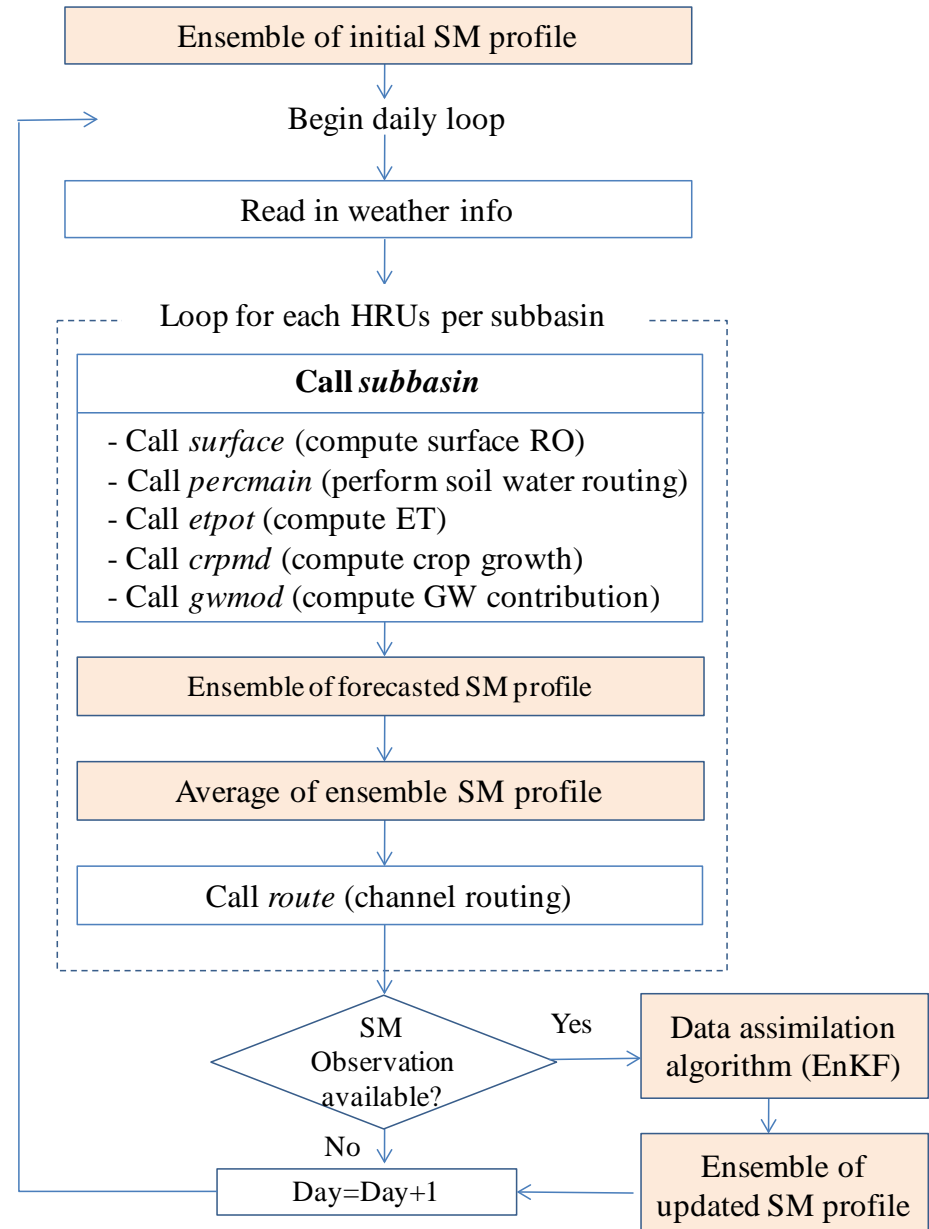 Ensemble of initial SM profile
Begin daily loop
Read in weather info
Loop for each HRUs per subbasin
Call subbasin
- Call surface (compute surface RO)
- Call percmain (perform soil water routing)
- Call etpot (compute ET)
- Call crpmd (compute crop growth)
- Call gwmod (compute GW contribution)
Ensemble of forecasted SM profile
Average of ensemble SM profile
Call route (channel routing)
SM
Observation
available?
Yes
Data assimilation
algorithm (EnKF)
No
Day=Day+1
Ensemble of
updated SM profile